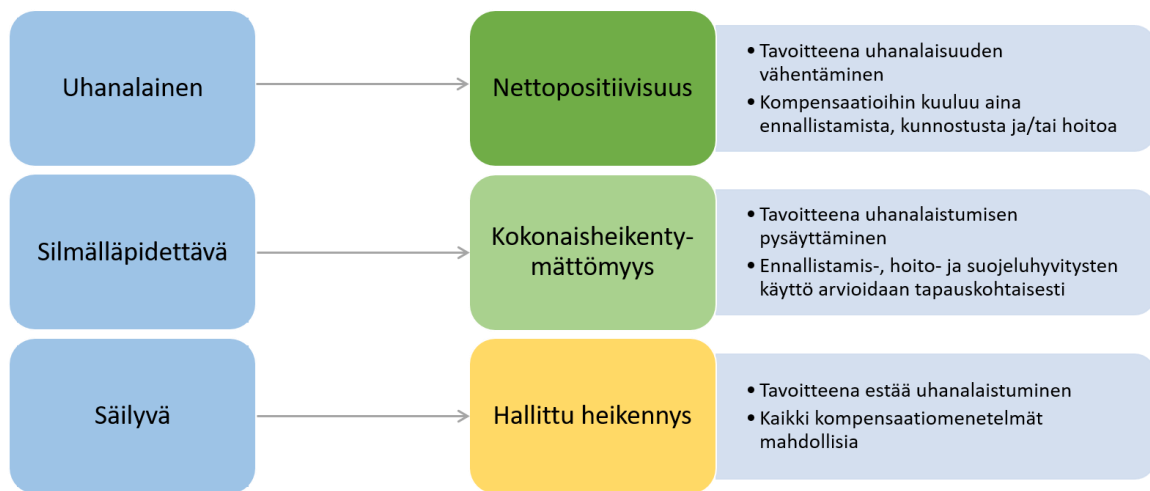 Uhanalainen
Nettopositiivisuus
• Tavoitteena uhanalaisuuden
vähentäminen
• Kompensaatioihin kuuluu aina
ennallistamista, kunnostusta ja/tai hoitoa
Silmälläpidettävä
Kokonaisheikenty-
mättömyys
• Tavoitteena uhanalaistumisen
pysäyttäminen
• Ennallistamis-, hoito- ja suojeluhyvitysten
käyttö arvioidaan tapauskohtaisesti
Säilyvä
Hallittu heikennys
• Tavoitteena estää uhanalaistuminen
• Kaikki kompensaatiomenetelmät
mahdollisia